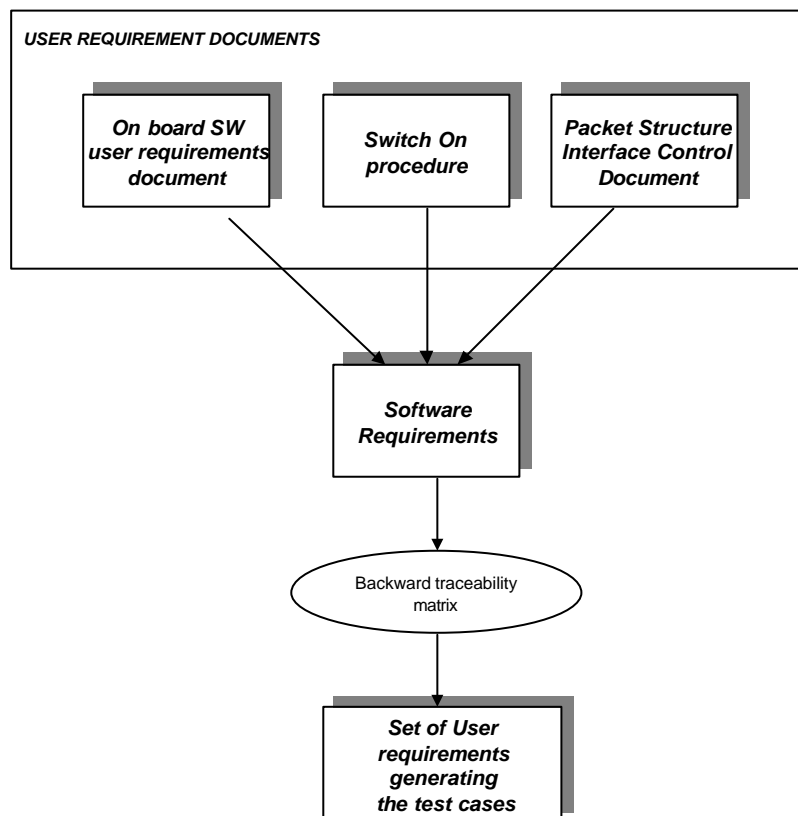 USER REQUIREMENT DOCUMENTS
On board SW
user requirements
document
Switch On
procedure
Packet Structure
Interface Control
Document
Software
Requirements
Backward traceability
matrix
Set of User
requirements
generating
the test cases